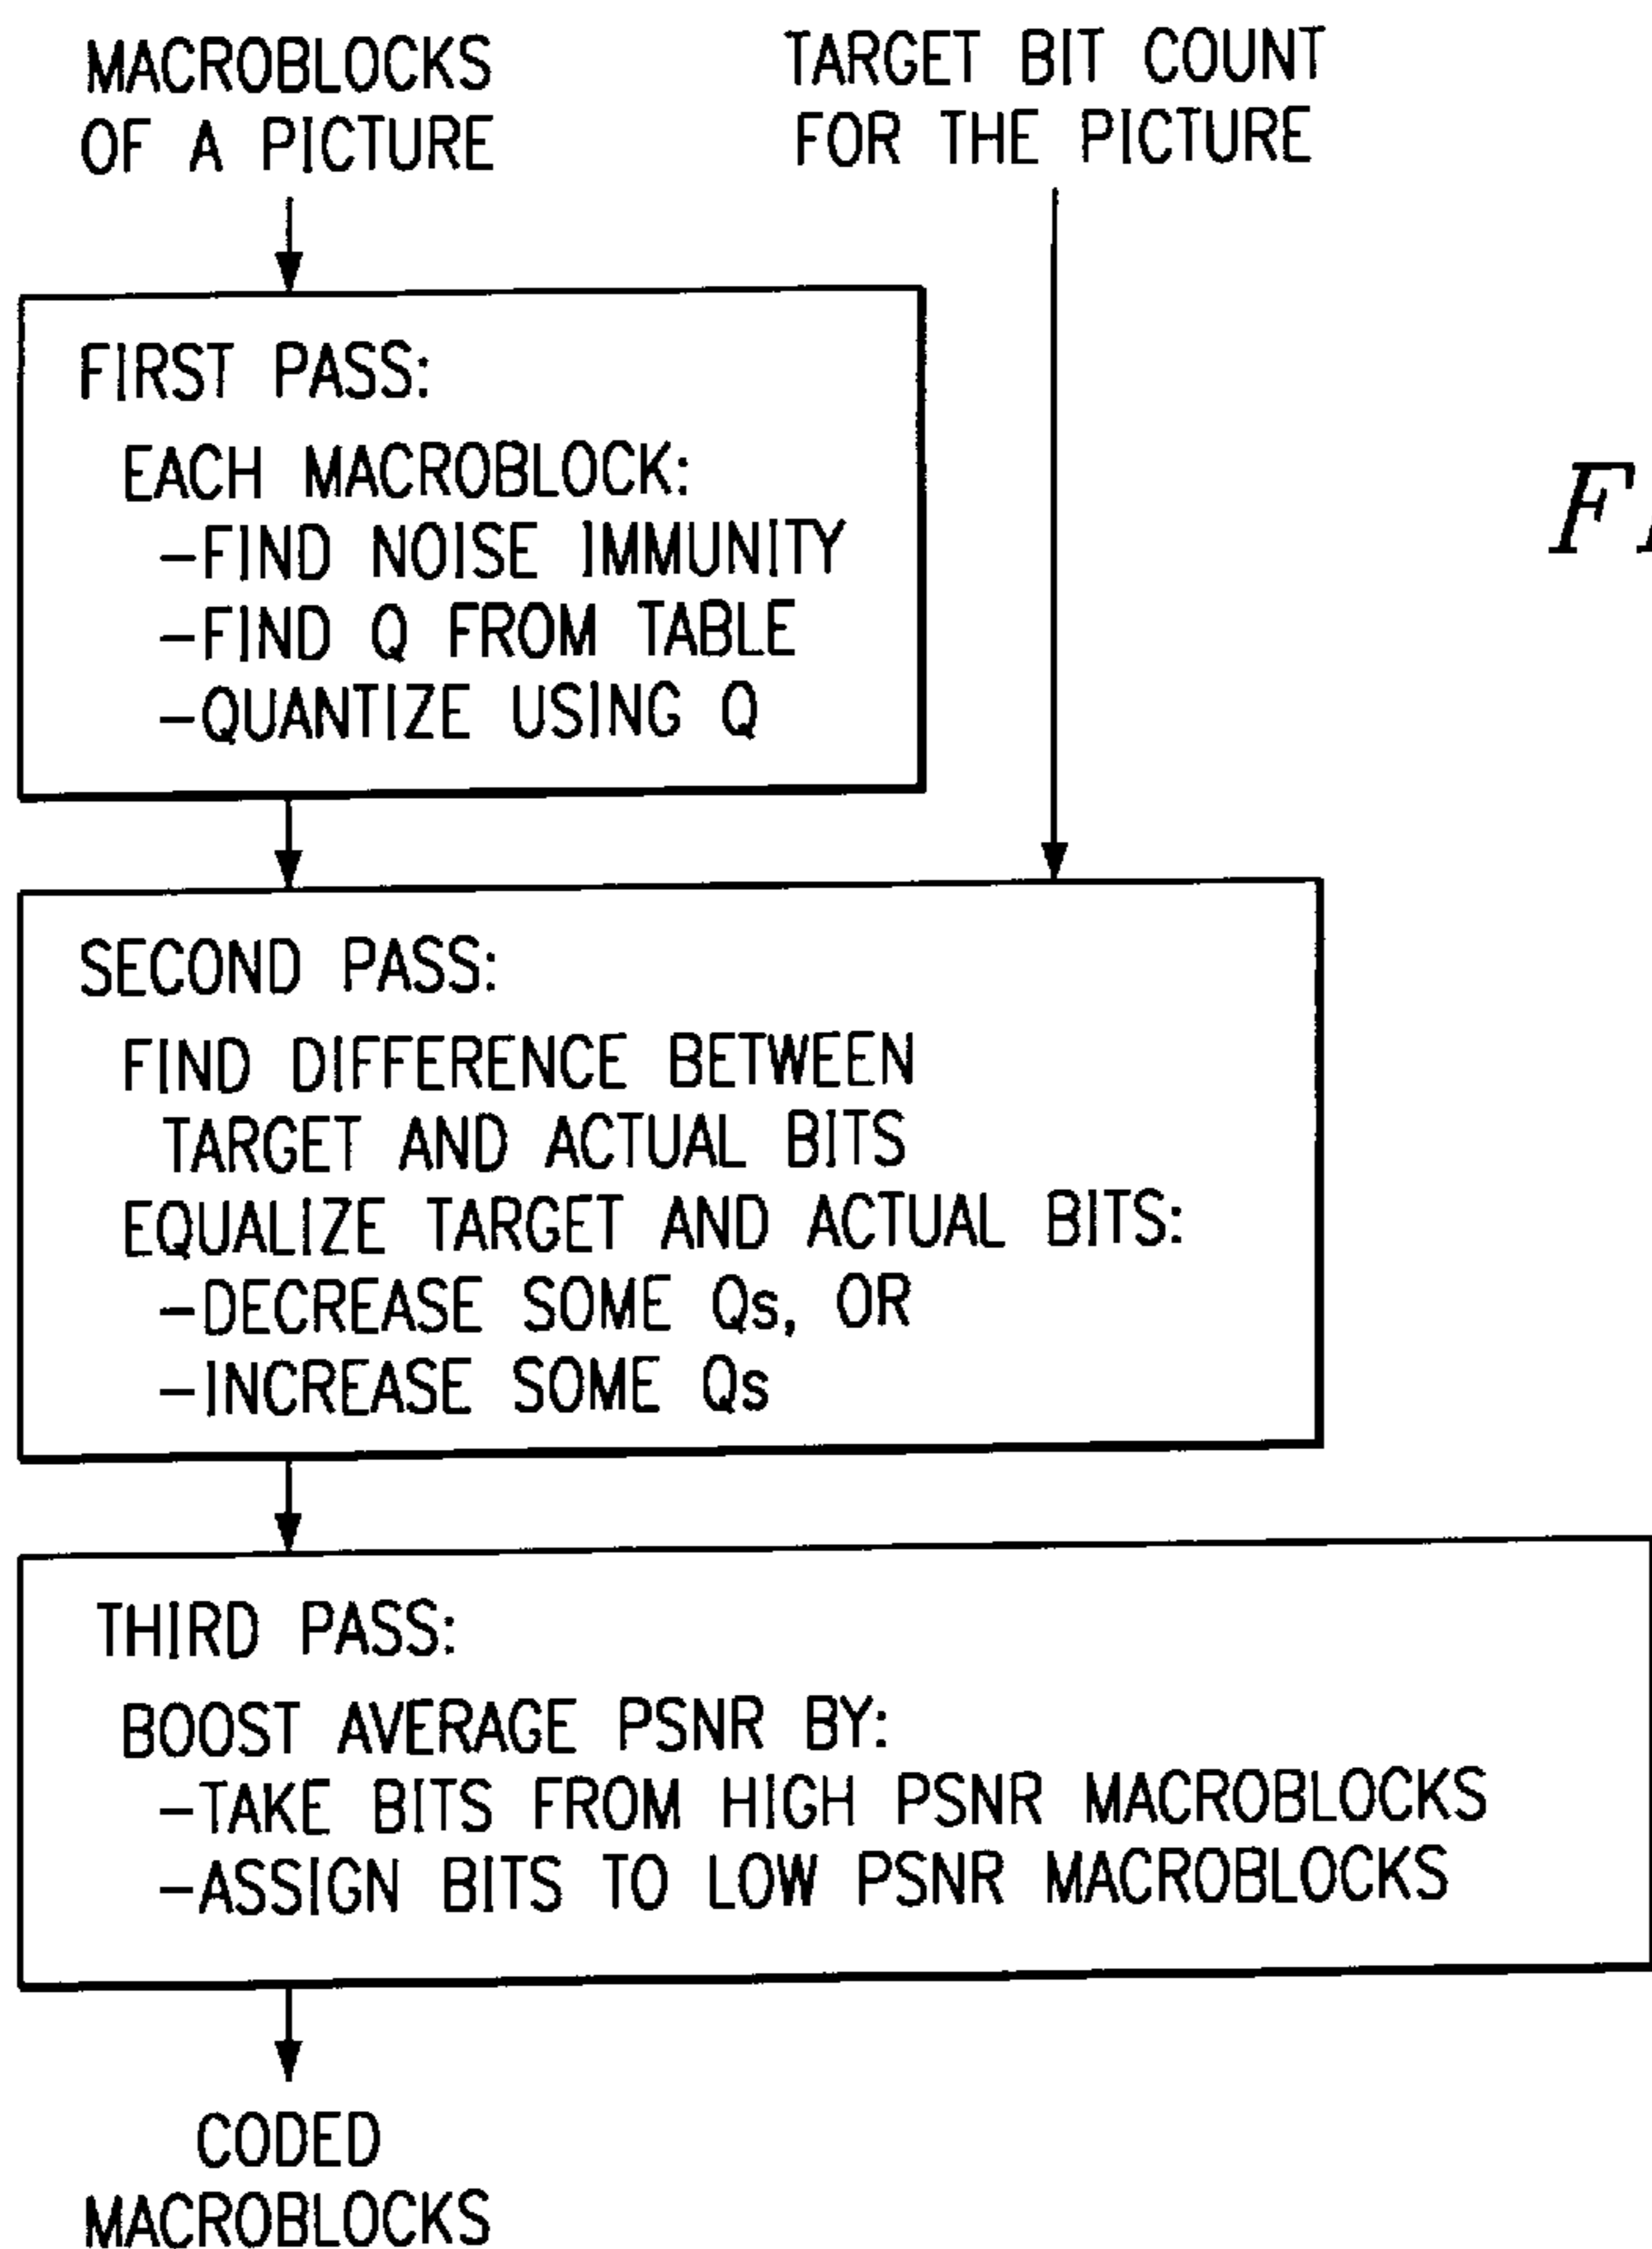 MACROBLOCKS
OF A PICTURE
TARGET BIT COUNT
FOR THE PICTURE
FIRST PASS:
EACH MACROBLOCK:
-FIND NOISE IMMUNITY
-FIND Q FROM TABLE
-QUANTIZE USING Q
SECOND PASS:
FIND DIFFERENCE BETWEEN
TARGET AND ACTUAL BITS
EQUALIZE TARGET AND ACTUAL BITS:
-DECREASE SOME Qs, OR
-INCREASE SOME Qs
THIRD PASS:
BOOST AVERAGE PSNR BY:
-TAKE BITS FROM HIGH PSNR MACROBLOCKS
-ASSIGN BITS TO LOW PSNR MACROBLOCKS
CODED
MACROBLOCKS